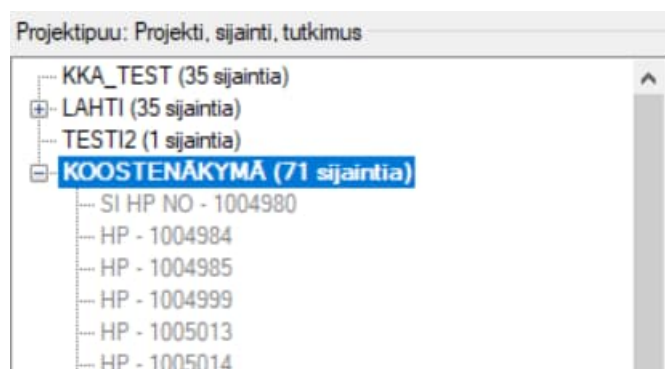 Projektipuu: Projekti, sijainti, tutkimus
KKA_TEST (35 sijaintia)
LAHTI (35 sijaintia)
TESTI2 (1 sijaintia)
KOOSTENÄKYMÄ (71 sijaintia)
SI HP NO - 1004980
HP - 1004984
HP - 1004985
HP - 1004999
HP - 1005013
HP - 1005014